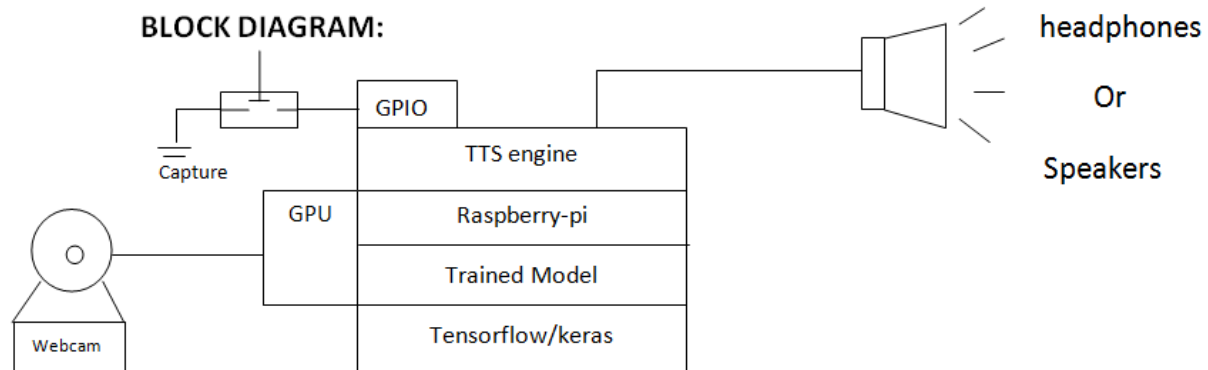 BLOCK DIAGRAM:
headphones
Or
Speakers
GPIO
Capture
TTS engine
GPU
Raspberry-pi
Trained Model
Tensorflow/keras
Webcam